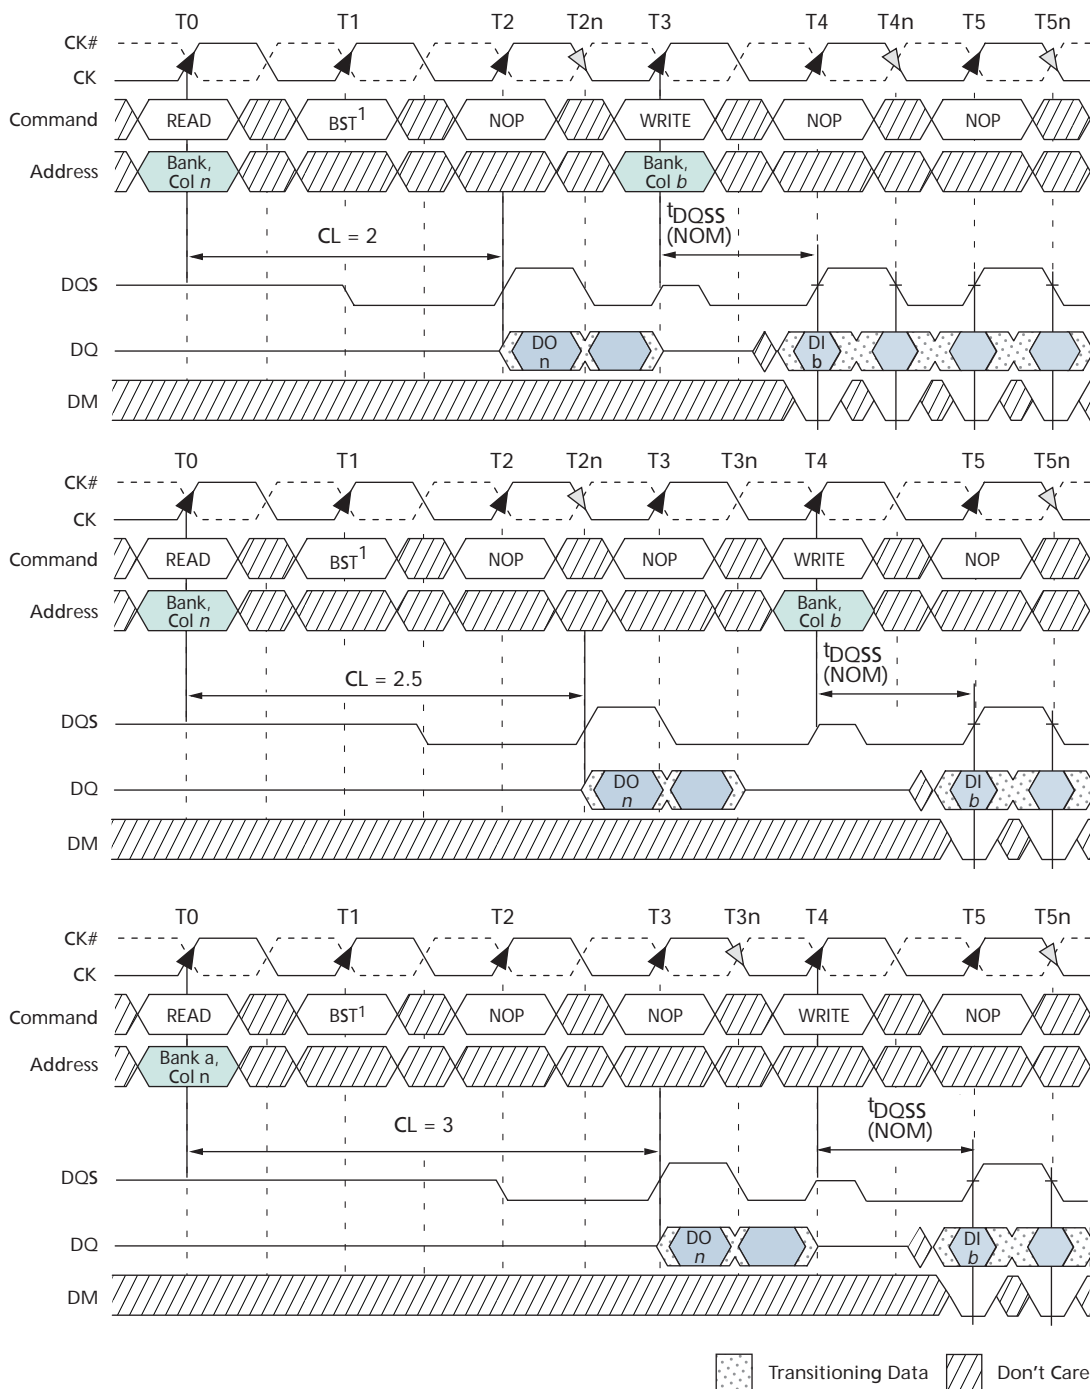 T0 T1 T2 T2n T3 T4 T4n T5 T5n
CK#
CK
Command READ BST1 NOP WRITE NOP NOP
Address Bank, Col n Bank, Col b
CL = 2 tDQSS (NOM)
DQS
DQ DO n DI b
DM
T0 T1 T2 T2n T3 T3n T4 T5 T5n
CK#
CK
Command READ BST1 NOP NOP WRITE NOP
Address Bank, Col n Bank, Col b
CL = 2.5 tDQSS (NOM)
DQS
DQ DO n DI b
DM
T0 T1 T2 T3 T3n T4 T5 T5n
CK#
CK
Command READ BST1 NOP NOP WRITE NOP
Address Bank a, Col n
CL = 3 tDQSS (NOM)
DQS
DQ DO n DI b
DM
Transitioning Data Don't Care